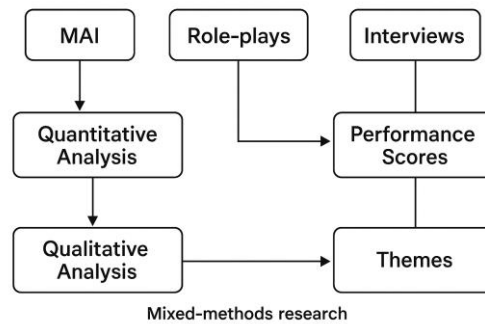 MAI
Role-plays
Interviews
Quantitative
Analysis
Performance
Scores
Qualitative
Analysis
Themes
Mixed-methods research